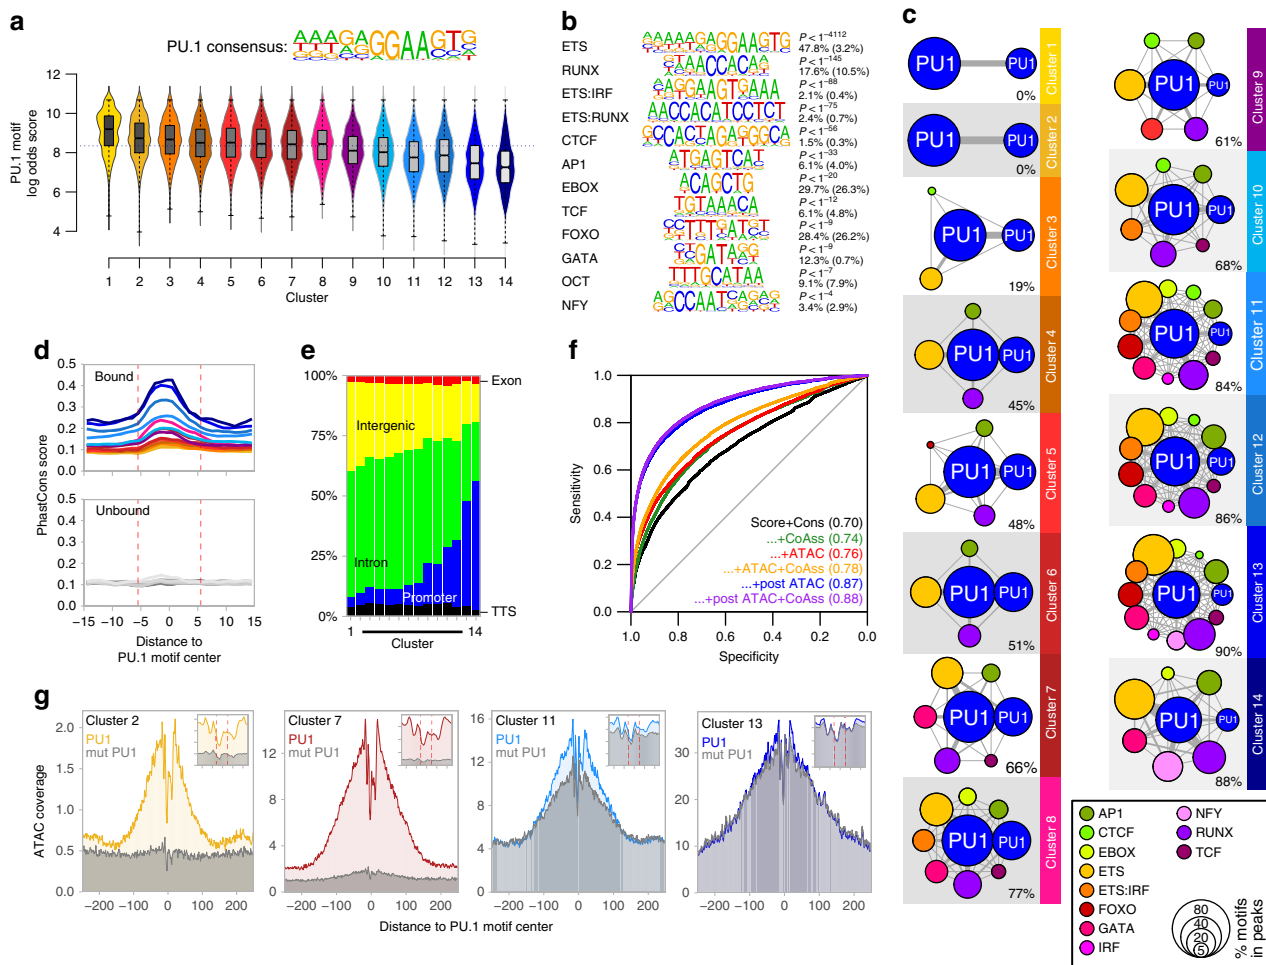 a
PU.1 consensus:
AAAGAGGAAGTG
PU.1 motif
log odds score
12
10
8
6
4
1 2 3 4 5 6 7 8 9 10 11 12 13 14
Cluster
b
ETS AAAAAGAGGAAGTG P < 1⁻⁴¹¹² 47.8% (3.2%)
RUNX TAACCACAA P < 1⁻¹⁴⁵ 17.6% (10.5%)
ETS:IRF AGGAAGTGAAA P < 1⁻⁸⁸ 2.1% (0.4%)
ETS:RUNX AACCACATCCTCT P < 1⁻⁷⁵ 2.4% (0.7%)
CTCF GCCACTAGAGGGCA P < 1⁻⁵⁶ 1.5% (0.3%)
AP1 ATGAGTCAT P < 1⁻³³ 6.1% (4.0%)
EBOX ACAGCTG P < 1⁻²⁰ 29.7% (26.3%)
TCF TGTAAACA P < 1⁻¹² 6.1% (4.8%)
FOXO P < 1⁻⁹ 28.4% (26.2%)
GATA P < 1⁻⁹ 12.3% (0.7%)
OCT TTTGCATAA P < 1⁻⁷ 9.1% (7.9%)
NFY P < 1⁻⁴ 3.4% (2.9%)
c
PU1 PU1 0% Cluster 1
PU1 PU1 0% Cluster 2
PU1 PU1 19% Cluster 3
PU1 PU1 45% Cluster 4
PU1 PU1 48% Cluster 5
PU1 PU1 51% Cluster 6
PU1 PU1 66% Cluster 7
PU1 PU1 77% Cluster 8
PU1 PU1 61% Cluster 9
PU1 PU1 68% Cluster 10
PU1 PU1 84% Cluster 11
PU1 PU1 86% Cluster 12
PU1 PU1 90% Cluster 13
PU1 PU1 88% Cluster 14
AP1
CTCF
EBOX
ETS
ETS:IRF
FOXO
GATA
IRF
NFY
RUNX
TCF
80
40
20
5
% motifs
in peaks
d
PhastCons score
Bound
0.5
0.4
0.3
0.2
0.1
0.0
Unbound
0.5
0.4
0.3
0.2
0.1
0.0
−15 −10 −5 0 5 10 15
Distance to
PU.1 motif center
e
100%
75%
50%
25%
0%
Exon
Intergenic
Intron
Promoter
TTS
1 14
Cluster
f
Sensitivity
1.0
0.8
0.6
0.4
0.2
0.0
Score+Cons (0.70)
...+CoAss (0.74)
...+ATAC (0.76)
...+ATAC+CoAss (0.78)
...+post ATAC (0.87)
...+post ATAC+CoAss (0.88)
1.0 0.8 0.6 0.4 0.2 0.0
Specificity
g
ATAC coverage
Cluster 2
PU1
mut PU1
2.0
1.5
1.0
0.5
0.0
−200 −100 0 100 200
Cluster 7
PU1
mut PU1
12
8
4
0
−200 −100 0 100 200
Cluster 11
PU1
mut PU1
16
12
8
4
0
−200 −100 0 100 200
Cluster 13
PU1
mut PU1
30
20
10
0
−200 −100 0 100 200
Distance to PU.1 motif center